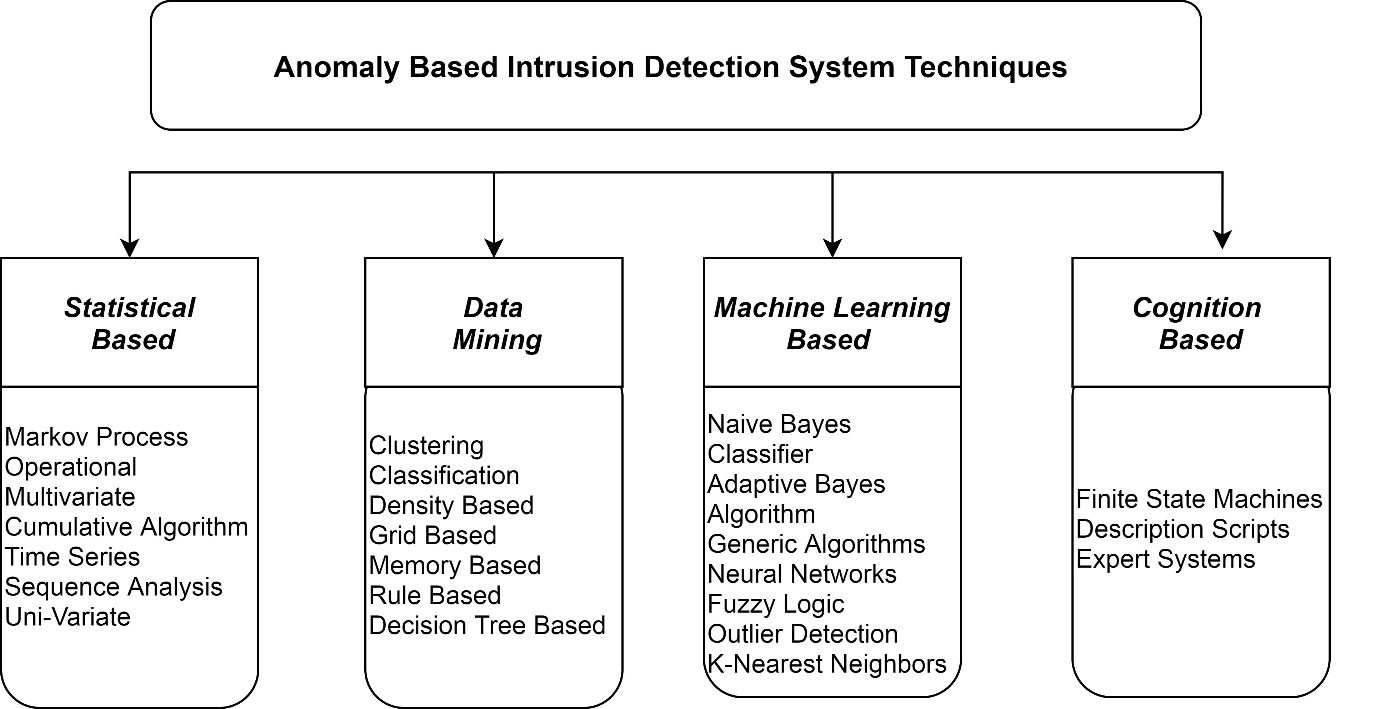 Anomaly Based Intrusion Detection System Techniques
Statistical
Based
Markov Process
Operational
Multivariate
Cumulative Algorithm
Time Series
Sequence Analysis
Uni-Variate
Data
Mining
Clustering
Classification
Density Based
Grid Based
Memory Based
Rule Based
Decision Tree Based
Machine Learning
Based
Naive Bayes
Classifier
Adaptive Bayes
Algorithm
Generic Algorithms
Neural Networks
Fuzzy Logic
Outlier Detection
K-Nearest Neighbors
Cognition
Based
Finite State Machines
Description Scripts
Expert Systems